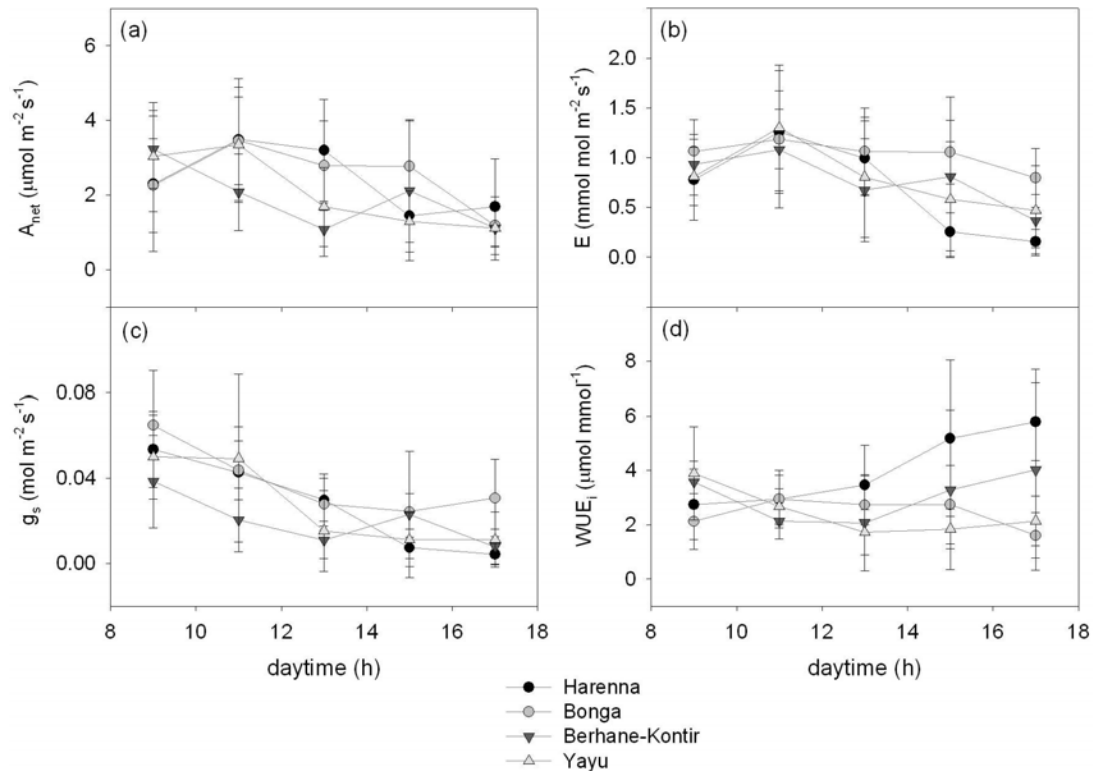 (a)
6
4
2
0
A_net (μmol m⁻² s⁻¹)
(b)
2.0
1.5
1.0
0.5
0.0
E (mmol mol m⁻² s⁻¹)
(c)
0.08
0.04
0.00
g_s (mol m⁻² s⁻¹)
8 10 12 14 16 18
daytime (h)
(d)
8
6
4
2
0
WUE_i (μmol mmol⁻¹)
8 10 12 14 16 18
daytime (h)
Harenna
Bonga
Berhane-Kontir
Yayu